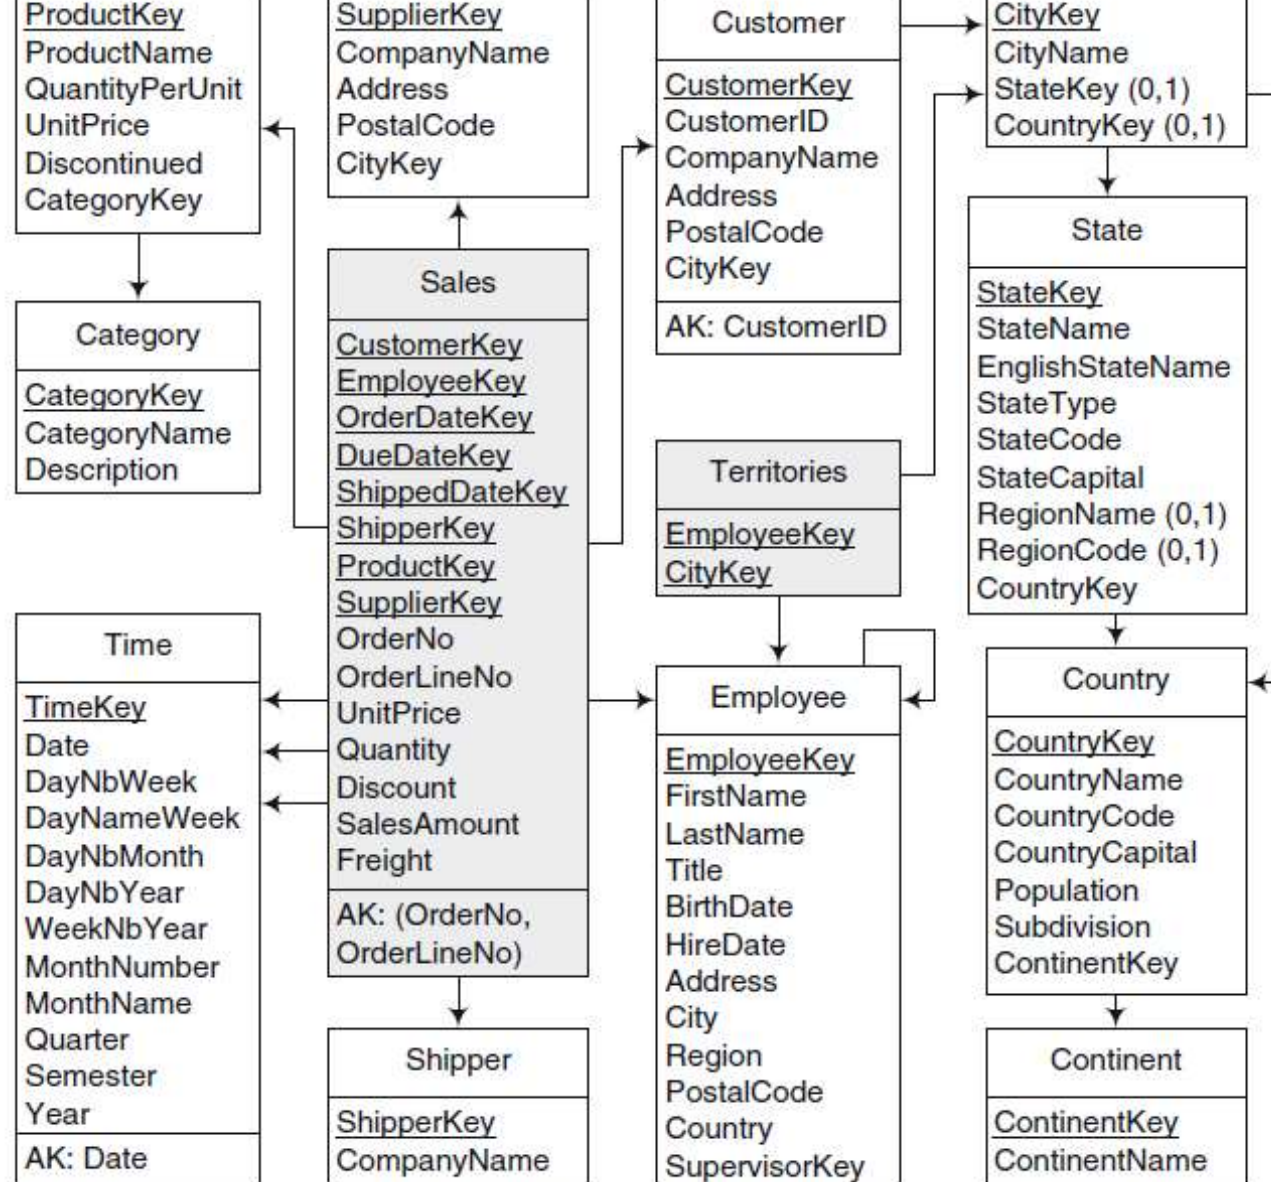 ProductKey
ProductName
QuantityPerUnit
UnitPrice
Discontinued
CategoryKey
Category
CategoryKey
CategoryName
Description
Time
TimeKey
Date
DayNbWeek
DayNameWeek
DayNbMonth
DayNbYear
WeekNbYear
MonthNumber
MonthName
Quarter
Semester
Year
AK: Date
SupplierKey
CompanyName
Address
PostalCode
CityKey
Sales
CustomerKey
EmployeeKey
OrderDateKey
DueDateKey
ShippedDateKey
ShipperKey
ProductKey
SupplierKey
OrderNo
OrderLineNo
UnitPrice
Quantity
Discount
SalesAmount
Freight
AK: (OrderNo,
OrderLineNo)
Shipper
ShipperKey
CompanyName
Customer
CustomerKey
CustomerID
CompanyName
Address
PostalCode
CityKey
AK: CustomerID
Territories
EmployeeKey
CityKey
Employee
EmployeeKey
FirstName
LastName
Title
BirthDate
HireDate
Address
City
Region
PostalCode
Country
SupervisorKey
CityKey
CityName
StateKey (0,1)
CountryKey (0,1)
State
StateKey
StateName
EnglishStateName
StateType
StateCode
StateCapital
RegionName (0,1)
RegionCode (0,1)
CountryKey
Country
CountryKey
CountryName
CountryCode
CountryCapital
Population
Subdivision
ContinentKey
Continent
ContinentKey
ContinentName